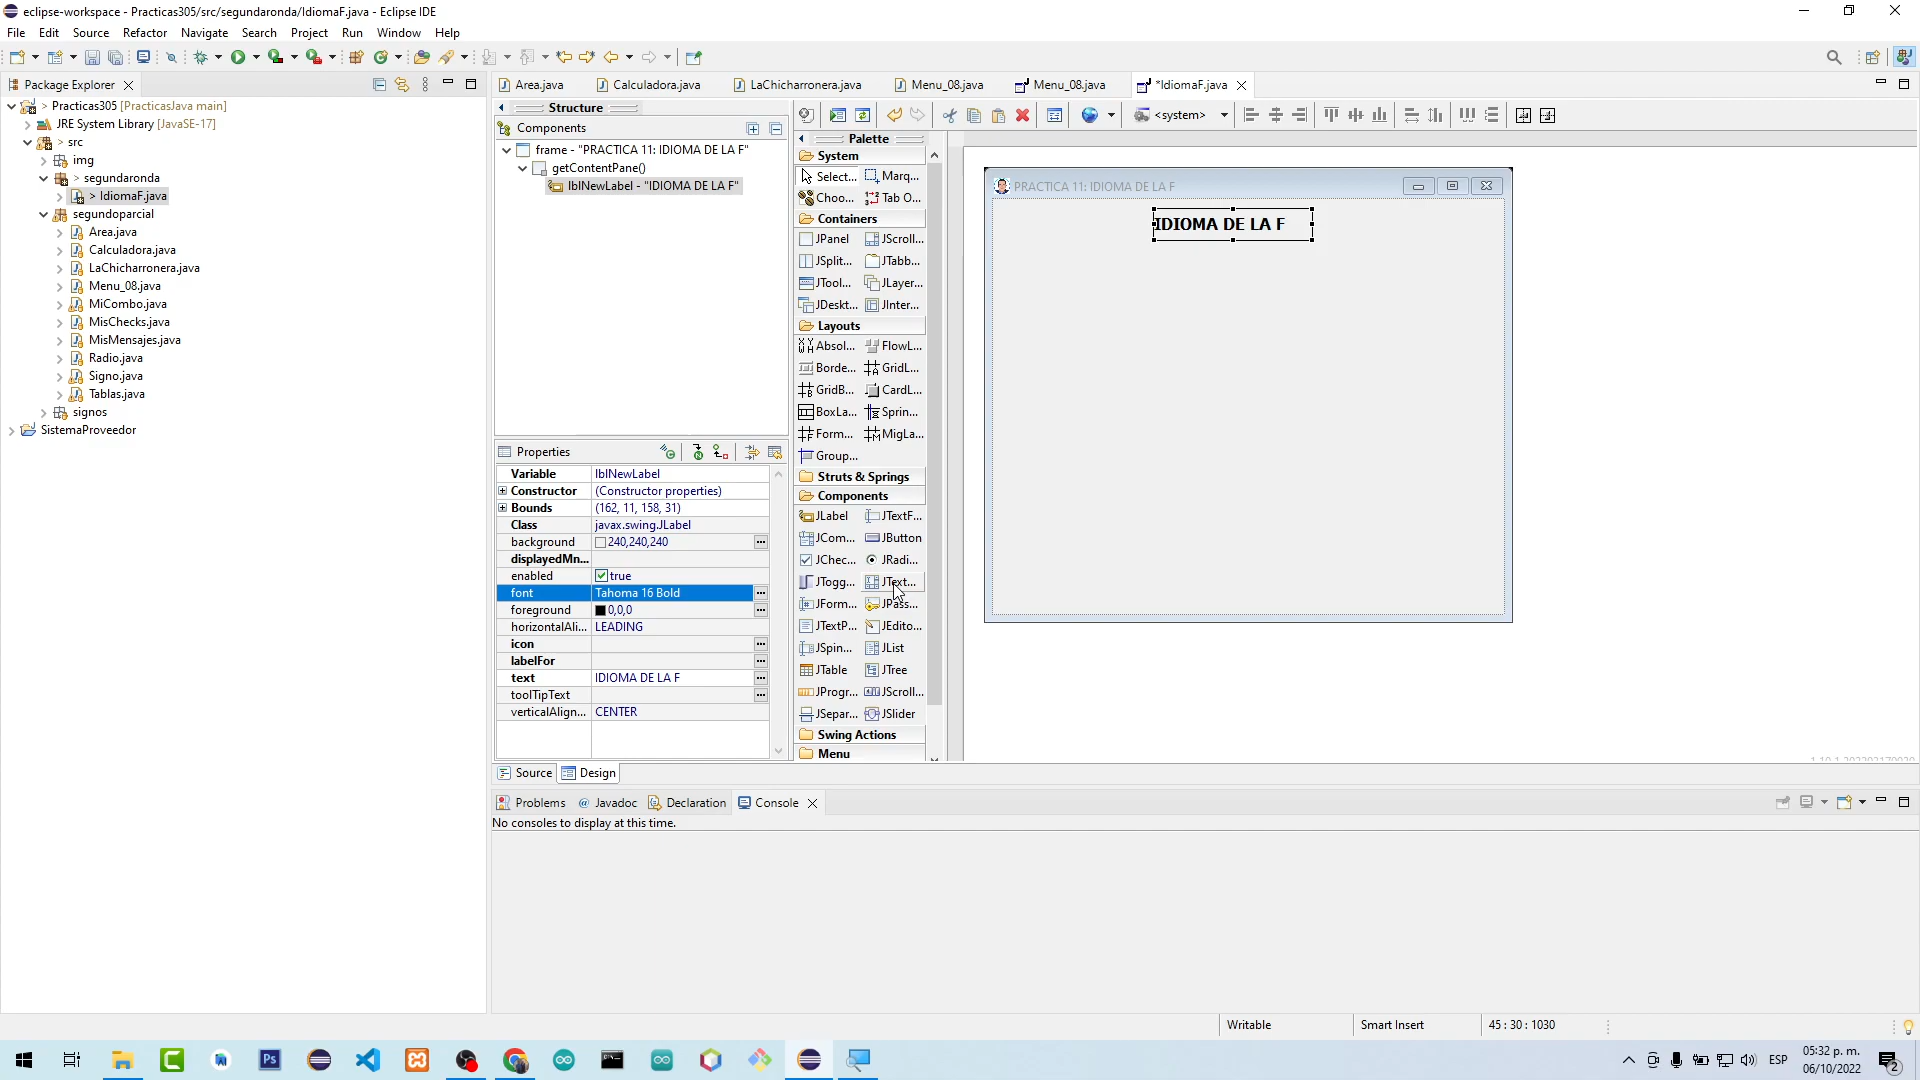 eclipse-workspace - Practicas305/src/segundaronda/IdiomaF.java - Eclipse IDE
File Edit Source Refactor Navigate Search Project Run Window Help
Package Explorer
Area.java Calculadora.java LaChicharronera.java Menu_08.java Menu_08.java *IdiomaF.java
> Practicas305 [PracticasJava main]
JRE System Library [JavaSE-17]
> src
img
> segundaronda
> IdiomaF.java
segundoparcial
Area.java
Calculadora.java
LaChicharronera.java
Menu_08.java
MiCombo.java
MisChecks.java
MisMensajes.java
Radio.java
Signo.java
Tablas.java
signos
SistemaProveedor
Structure
Components
frame - "PRACTICA 11: IDIOMA DE LA F"
getContentPane()
lblNewLabel - "IDIOMA DE LA F"
Properties
Variable lblNewLabel
Constructor (Constructor properties)
Bounds (162, 11, 158, 31)
Class javax.swing.JLabel
background 240,240,240
displayedMn...
enabled true
font Tahoma 16 Bold
foreground 0,0,0
horizontalAli... LEADING
icon
labelFor
text IDIOMA DE LA F
toolTipText
verticalAlign... CENTER
<system>
Palette
System
Select... Marq...
Choo... Tab O...
Containers
JPanel JScroll...
JSplit... JTabb...
JTool... JLayer...
JDeskt... JInter...
Layouts
Absol... FlowL...
Borde... GridL...
GridB... CardL...
BoxLa... Sprin...
Form... MigLa...
Group...
Struts & Springs
Components
JLabel JTextF...
JCom... JButton
JChec... JRadi...
JTogg... JText...
JForm... JPass...
JTextP... JEdito...
JSpin... JList
JTable JTree
JProgr... JScroll...
JSepar... JSlider
Swing Actions
Menu
PRACTICA 11: IDIOMA DE LA F
IDIOMA DE LA F
Source Design
Problems Javadoc Declaration Console
No consoles to display at this time.
Writable Smart Insert 45 : 30 : 1030
ESP
05:32 p. m.
06/10/2022
2